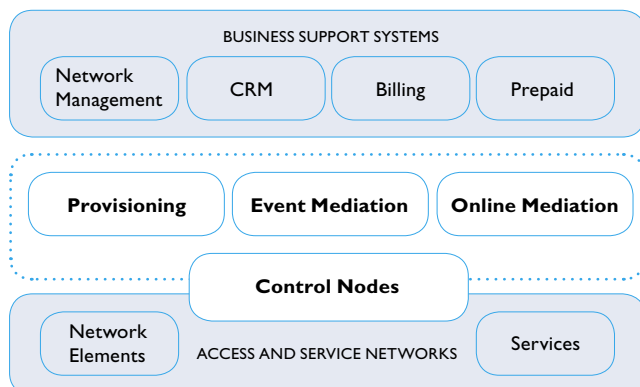 BUSINESS SUPPORT SYSTEMS
Network
Management
CRM
Billing
Prepaid
Provisioning
Event Mediation
Online Mediation
Control Nodes
Network
Elements
ACCESS AND SERVICE NETWORKS
Services